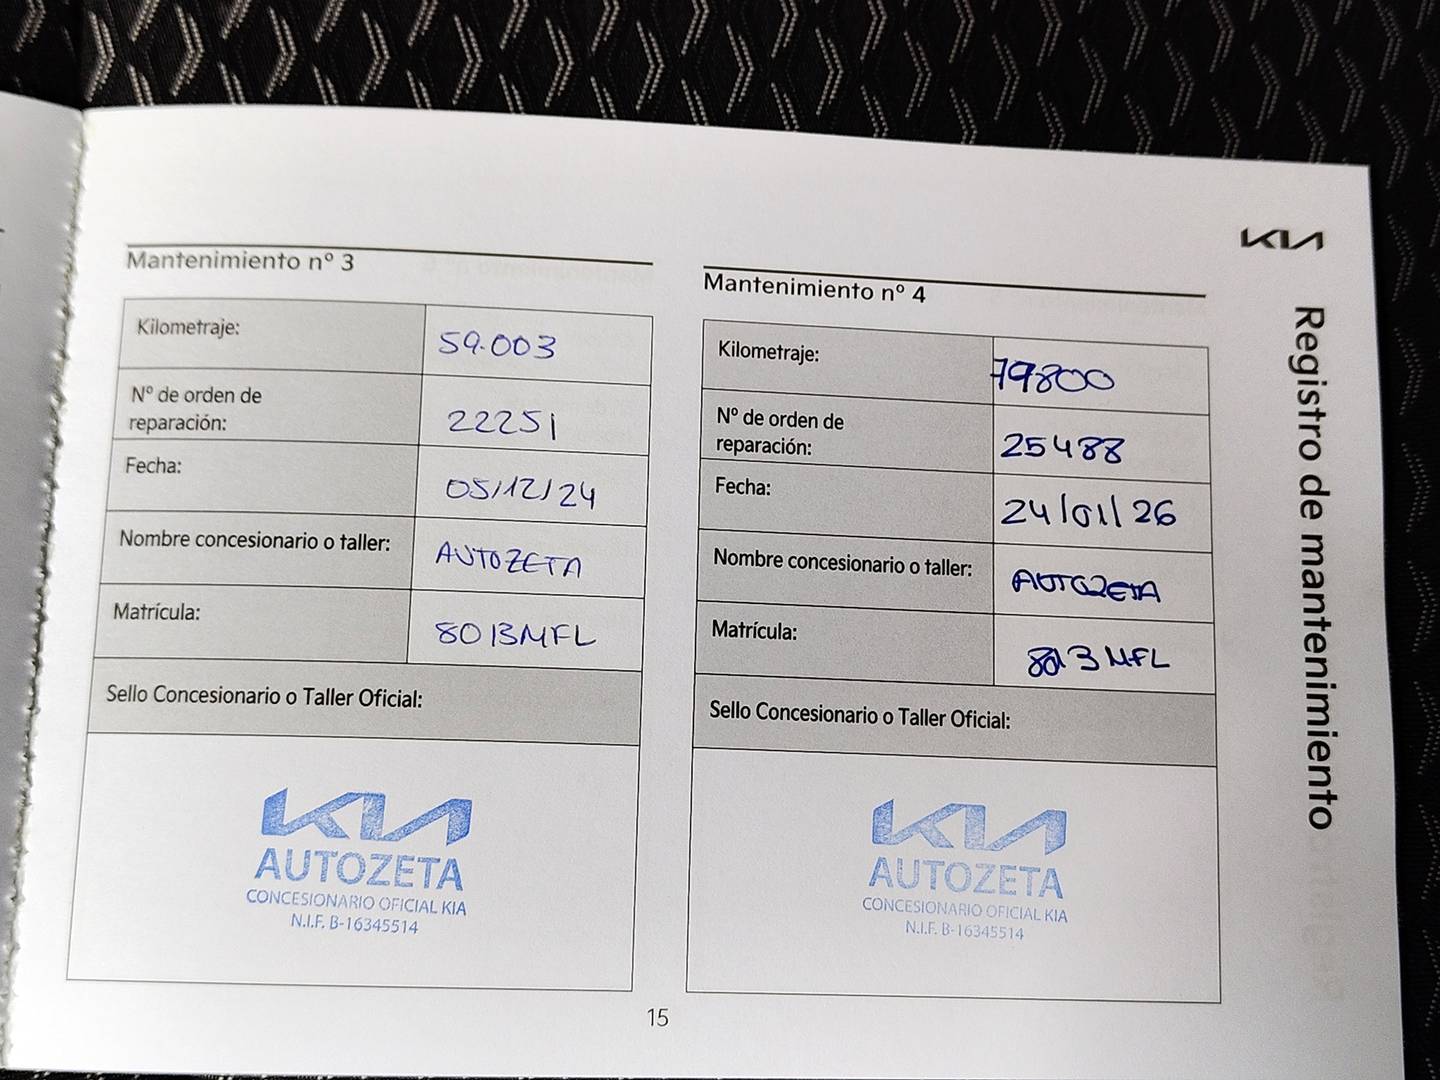 KIA
Registro de mantenimiento
Mantenimiento nº 3
Kilometraje: 59.003
Nº de orden de
reparación: 22251
Fecha: 05/12/24
Nombre concesionario o taller: AUTOZETA
Matrícula: 8013MFL
Sello Concesionario o Taller Oficial:
KIA
AUTOZETA
CONCESIONARIO OFICIAL KIA
N.I.F. B-16345514
Mantenimiento nº 4
Kilometraje: 79800
Nº de orden de
reparación: 25488
Fecha: 24/01/26
Nombre concesionario o taller: AUTOZETA
Matrícula: 8013MFL
Sello Concesionario o Taller Oficial:
KIA
AUTOZETA
CONCESIONARIO OFICIAL KIA
N.I.F. B-16345514
15